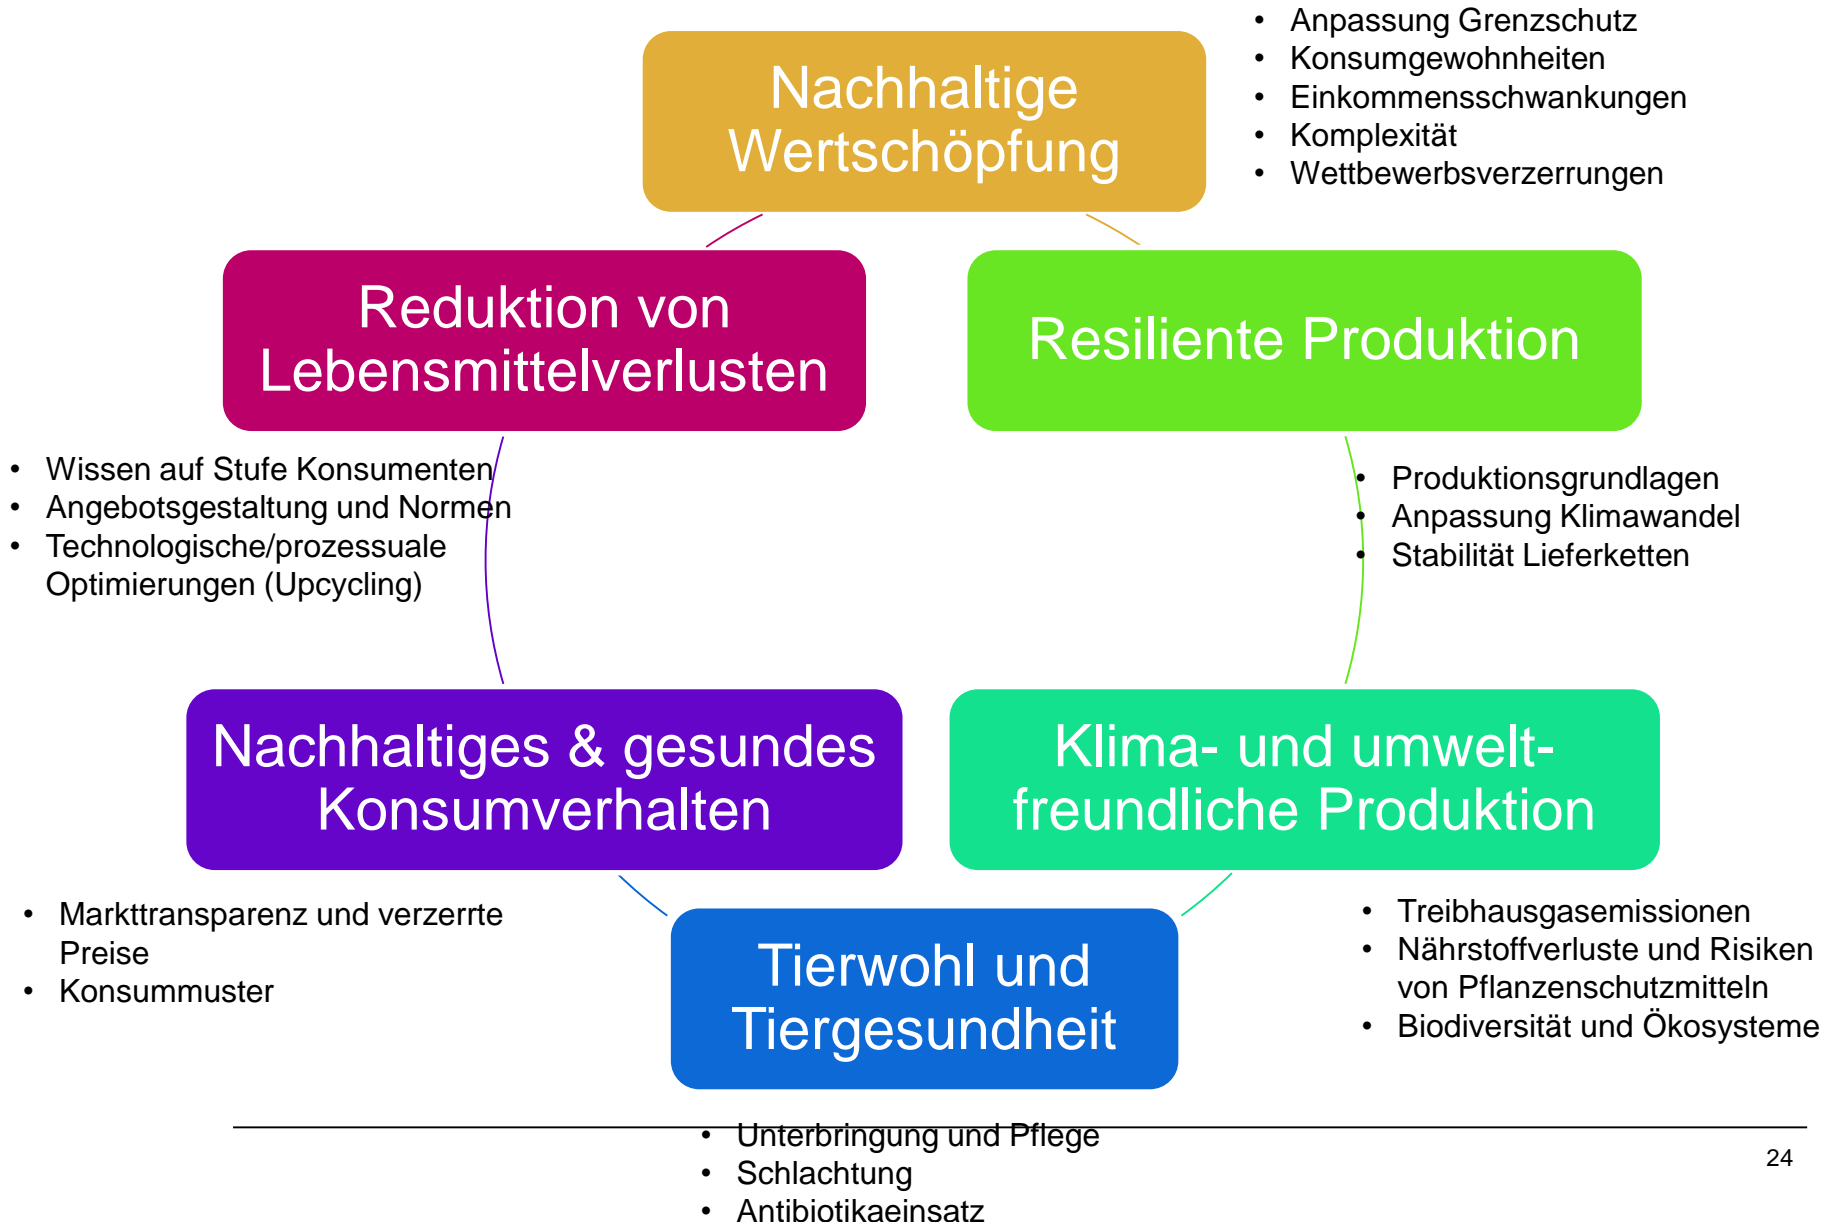 • Anpassung Grenzschutz
• Konsumgewohnheiten
• Einkommensschwankungen
• Komplexität
• Wettbewerbsverzerrungen
Nachhaltige
Wertschöpfung
Reduktion von
Lebensmittelverlusten
Resiliente Produktion
• Wissen auf Stufe Konsumenten
• Angebotsgestaltung und Normen
• Technologische/prozessuale
Optimierungen (Upcycling)
• Produktionsgrundlagen
• Anpassung Klimawandel
• Stabilität Lieferketten
Nachhaltiges & gesundes
Konsumverhalten
Klima- und umwelt-
freundliche Produktion
• Markttransparenz und verzerrte
Preise
• Konsummuster
Tierwohl und
Tiergesundheit
• Treibhausgasemissionen
• Nährstoffverluste und Risiken
von Pflanzenschutzmitteln
• Biodiversität und Ökosysteme
• Unterbringung und Pflege
• Schlachtung
• Antibiotikaeinsatz
24